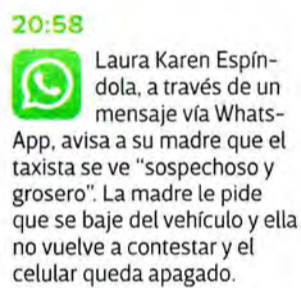 20:58
Laura Karen Espín-
dola, a través de un
mensaje vía Whats-
App, avisa a su madre que el
taxista se ve “sospechoso y
grosero”. La madre le pide
que se baje del vehículo y ella
no vuelve a contestar y el
celular queda apagado.